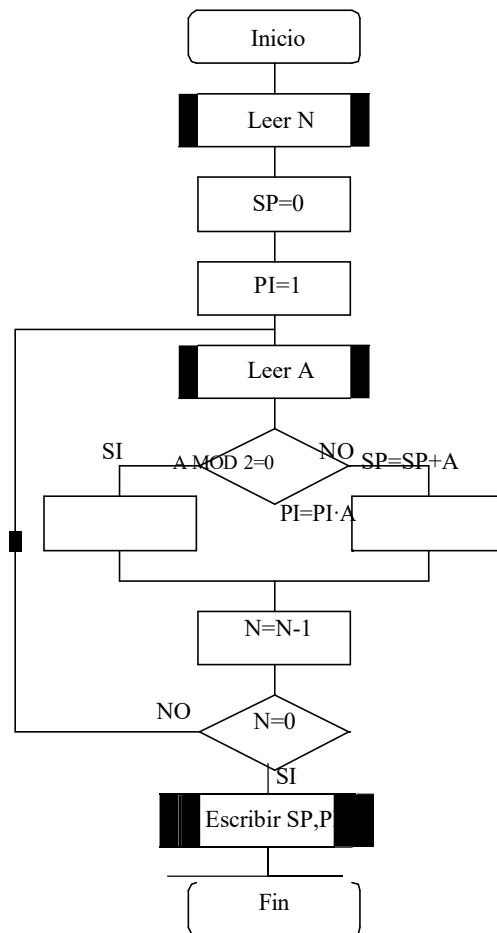 Inicio
Leer N
SP=0
PI=1
Leer A
SI
A MOD 2=0
NO
SP=SP+A
PI=PI·A
N=N-1
NO
N=0
SI
Escribir SP,P
Fin